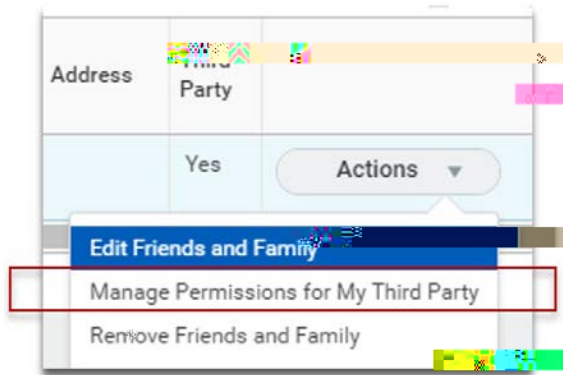 Address
Third
Party
Yes
Actions
Edit Friends and Family
Manage Permissions for My Third Party
Remove Friends and Family